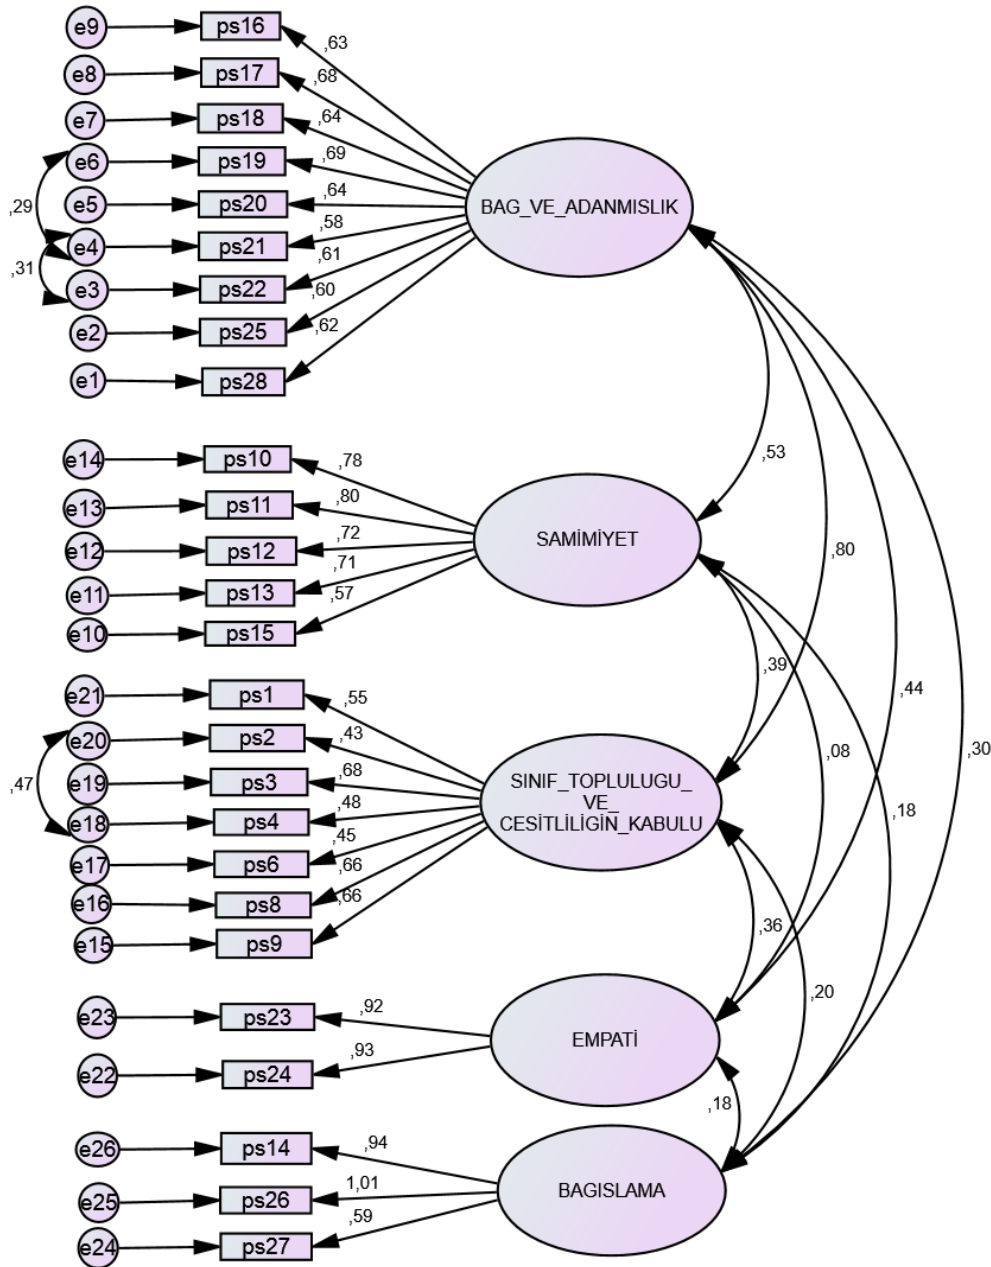 e9 ps16 ,63
e8 ps17 ,68
e7 ps18 ,64
e6 ps19 ,69
e5 ps20 ,64
e4 ps21 ,58
e3 ps22 ,61
e2 ps25 ,60
e1 ps28 ,62
,29
,31
BAG_VE_ADANMISLIK
e14 ps10 ,78
e13 ps11 ,80
e12 ps12 ,72
e11 ps13 ,71
e10 ps15 ,57
SAMİMİYET
,53
,80
,44
,30
e21 ps1 ,55
e20 ps2 ,43
e19 ps3 ,68
e18 ps4 ,48
e17 ps6 ,45
e16 ps8 ,66
e15 ps9 ,66
,47
SINIF_TOPLULUGU_
VE_
CESİTLİLİGİN_KABULU
,39
,08
,18
e23 ps23 ,92
e22 ps24 ,93
EMPATİ
,36
,20
e26 ps14 ,94
e25 ps26 1,01
e24 ps27 ,59
BAGISLAMA
,18